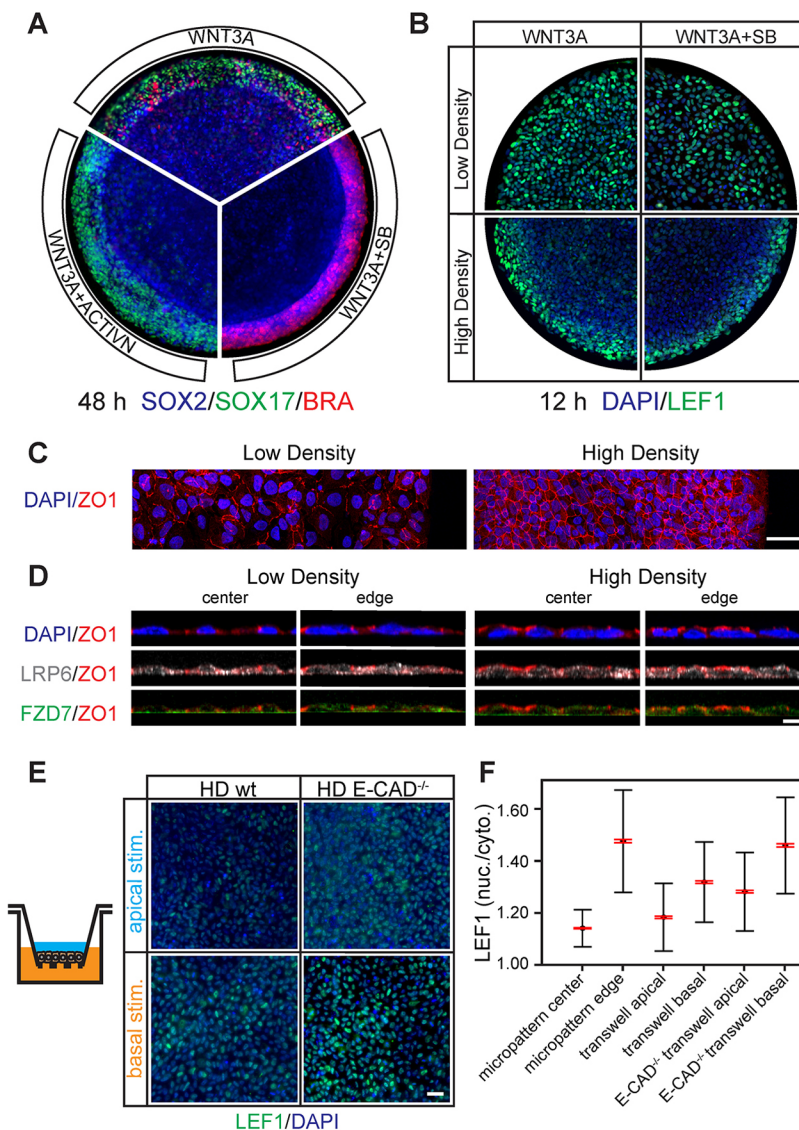 A
WNT3A
WNT3A+ACTIVN
WNT3A+SB
48 h SOX2/SOX17/BRA
B
WNT3A WNT3A+SB
Low Density
High Density
12 h DAPI/LEF1
C
Low Density High Density
DAPI/ZO1
D
Low Density High Density
center edge center edge
DAPI/ZO1
LRP6/ZO1
FZD7/ZO1
E
HD wt HD E-CAD-/-
apical stim.
basal stim.
LEF1/DAPI
F
LEF1 (nuc./cyto.)
1.60
1.40
1.20
1.00
micropattern center
micropattern edge
transwell apical
transwell basal
E-CAD-/- transwell apical
E-CAD-/- transwell basal